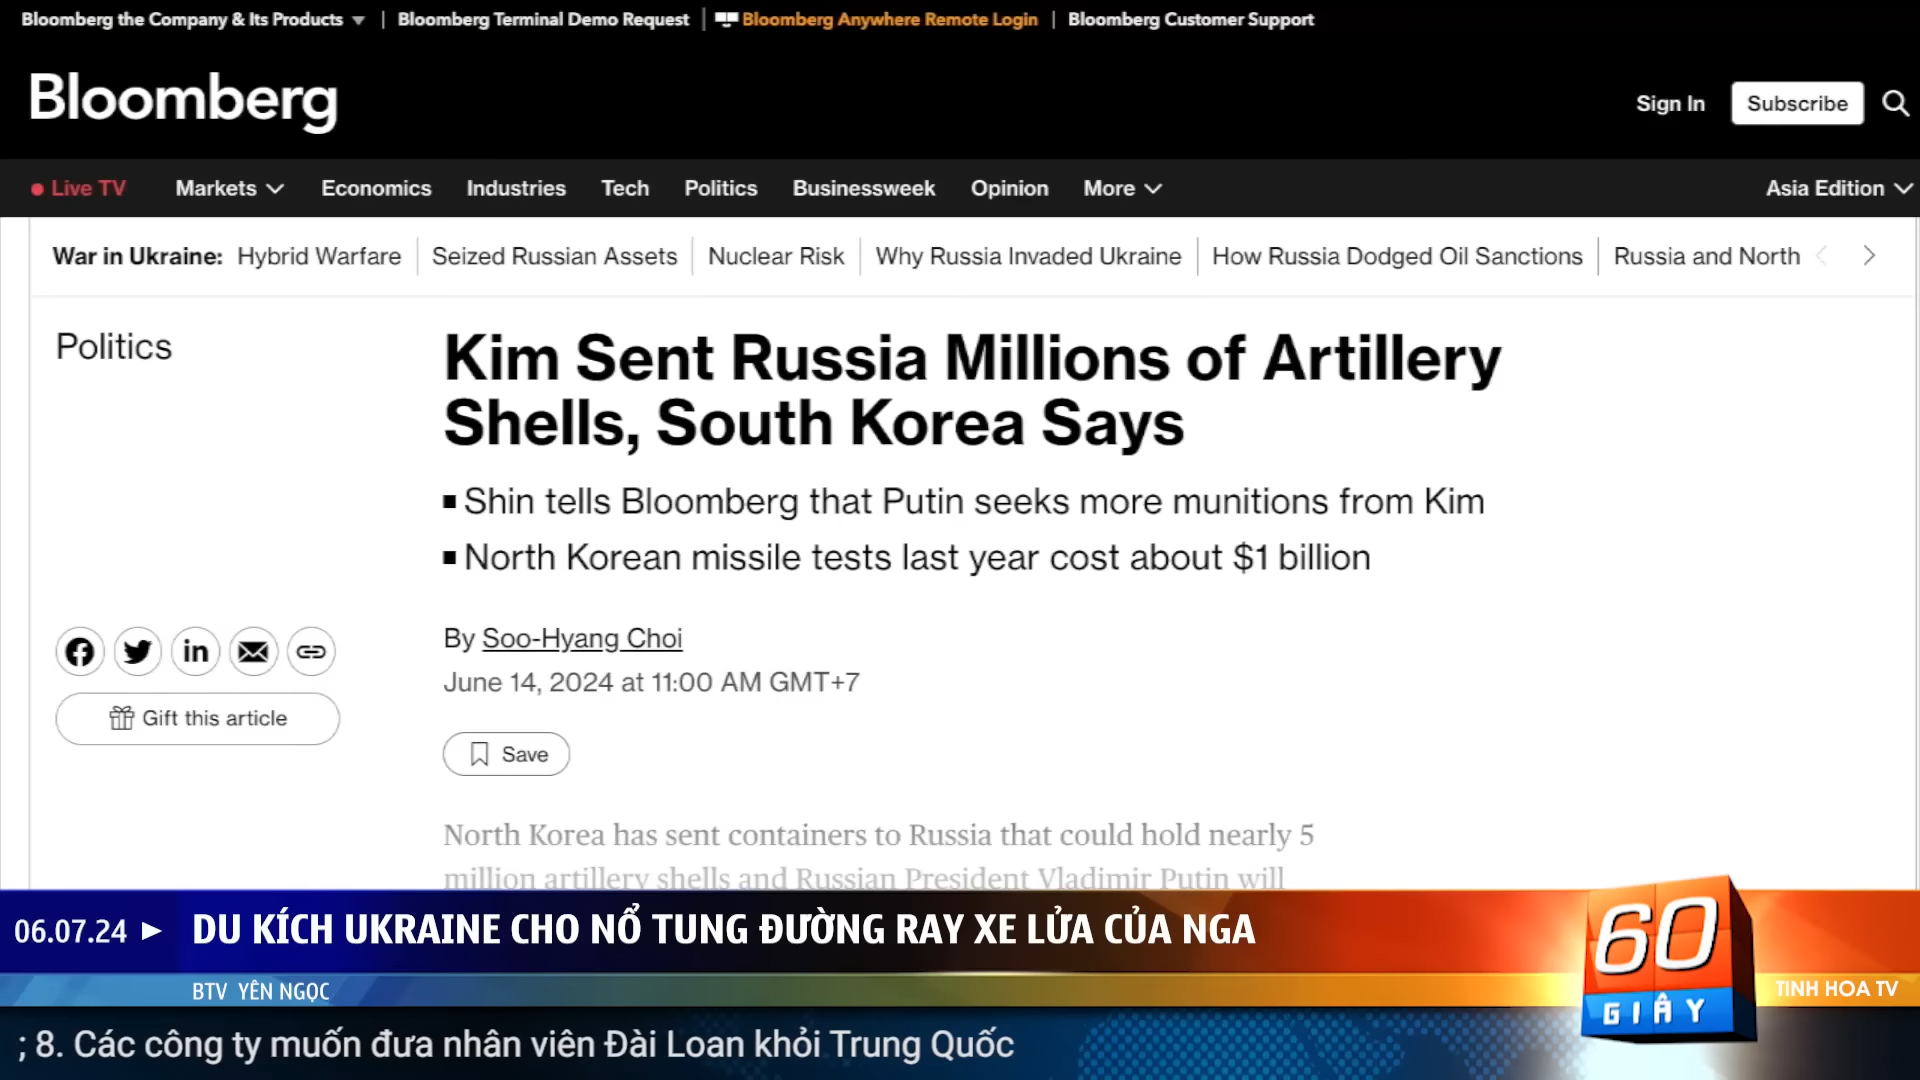 Bloomberg the Company & Its Products
Bloomberg Terminal Demo Request
Bloomberg Anywhere Remote Login
Bloomberg Customer Support
Bloomberg
Sign In
Subscribe
Live TV
Markets
Economics
Industries
Tech
Politics
Businessweek
Opinion
More
Asia Edition
War in Ukraine:
Hybrid Warfare
Seized Russian Assets
Nuclear Risk
Why Russia Invaded Ukraine
How Russia Dodged Oil Sanctions
Russia and North
Politics
Kim Sent Russia Millions of Artillery
Shells, South Korea Says
Shin tells Bloomberg that Putin seeks more munitions from Kim
North Korean missile tests last year cost about $1 billion
By Soo-Hyang Choi
June 14, 2024 at 11:00 AM GMT+7
Gift this article
Save
North Korea has sent containers to Russia that could hold nearly 5
million artillery shells and Russian President Vladimir Putin will
06.07.24
DU KÍCH UKRAINE CHO NỔ TUNG ĐƯỜNG RAY XE LỬA CỦA NGA
BTV YÊN NGỌC
60
GIÂY
TINH HOA TV
; 8. Các công ty muốn đưa nhân viên Đài Loan khỏi Trung Quốc